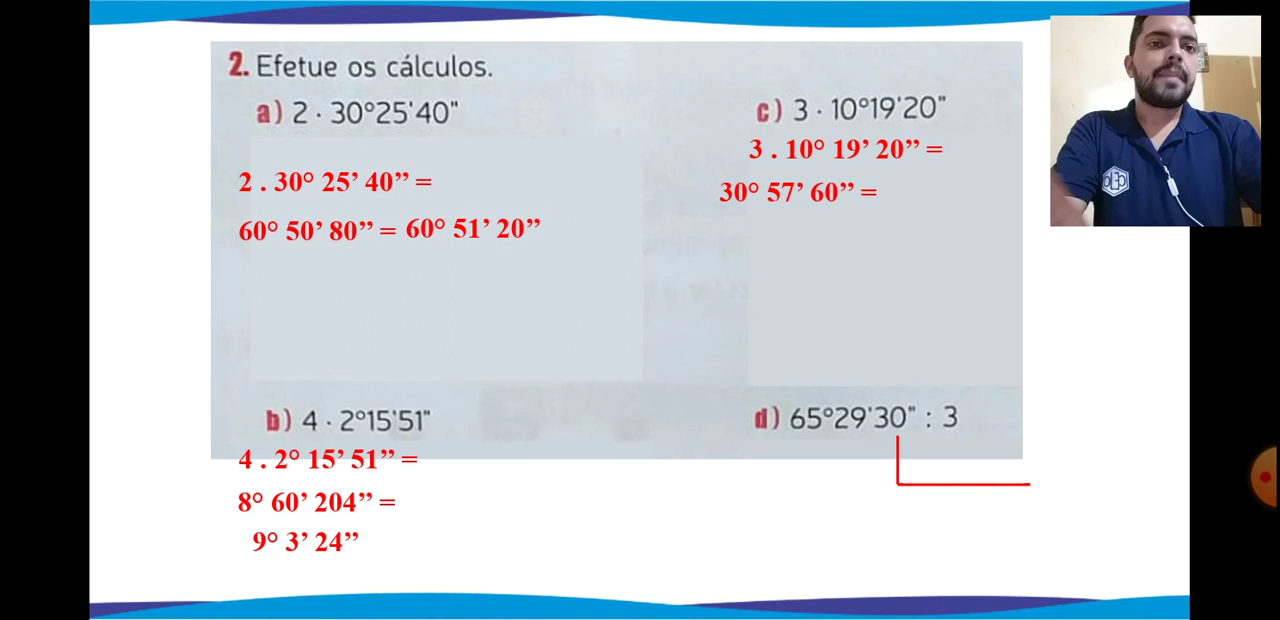 2. Efetue os cálculos.
a) 2 · 30°25'40"
2 . 30° 25’ 40’’ =
60° 50’ 80’’ = 60° 51’ 20’’
b) 4 · 2°15'51"
4 . 2° 15’ 51’’ =
8° 60’ 204’’ =
9° 3’ 24’’
c) 3 · 10°19'20"
3 . 10° 19’ 20’’ =
30° 57’ 60’’ =
d) 65°29'30" : 3